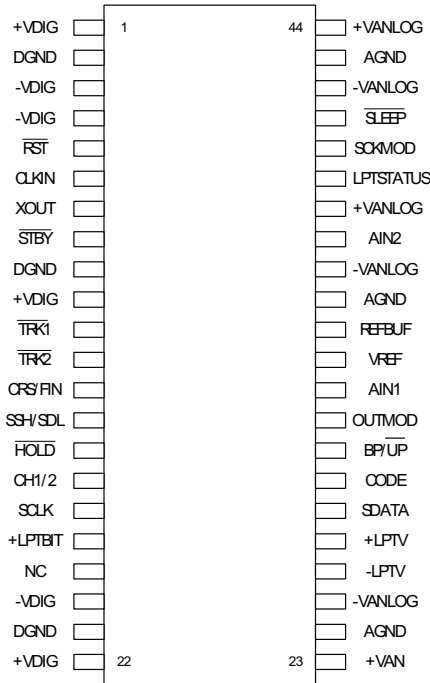 +VDIG 1 44 +VANLOG
DGND AGND
-VDIG -VANLOG
-VDIG SLEEP
RST SCKMOD
CLKIN LPTSTATUS
XOUT +VANLOG
STBY AIN2
DGND -VANLOG
+VDIG AGND
TRK1 REFBUF
TRK2 VREF
CRS/FIN AIN1
SSH/SDL OUTMOD
HOLD BP/UP
CH1/2 CODE
SCLK SDATA
+LPTBIT +LPTV
NC -LPTV
-VDIG -VANLOG
DGND AGND
+VDIG 22 23 +VAN